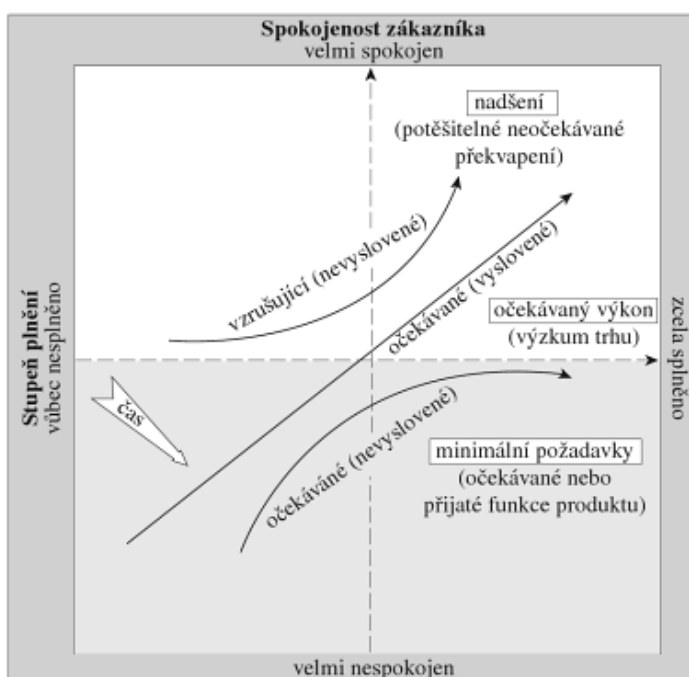 Spokojenost zákazníka
velmi spokojen
nadšení
(potěšitelné neočekávané
překvapení)
vzrušující (nevyslovené)
očekávané (vyslovené)
očekávaný výkon
(výzkum trhu)
Stupeň plnění
vůbec nesplněno
zcela splněno
čas
očekáváné (nevyslovené)
minimální požadavky
(očekávané nebo
přijaté funkce produktu)
velmi nespokojen